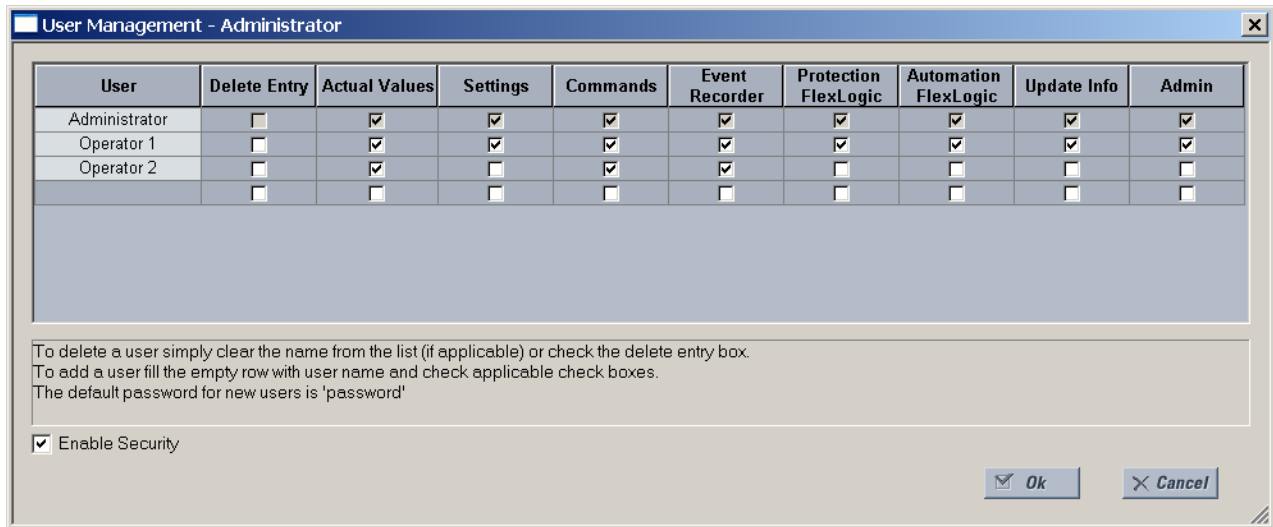 User Management - Administrator
User Delete Entry Actual Values Settings Commands Event Recorder Protection FlexLogic Automation FlexLogic Update Info Admin
Administrator
Operator 1
Operator 2
To delete a user simply clear the name from the list (if applicable) or check the delete entry box.
To add a user fill the empty row with user name and check applicable check boxes.
The default password for new users is 'password'
Enable Security
Ok Cancel